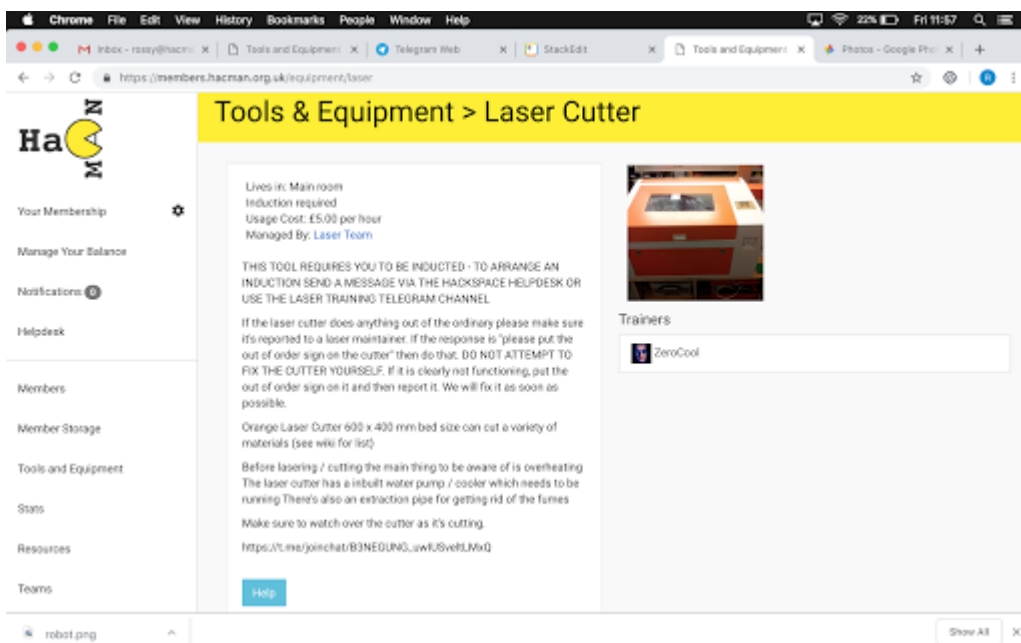 Chrome File Edit View History Bookmarks People Window Help
22% Fri 11:57
Tools and Equipment
Telegram Web
StackEdit
Tools and Equipment
Photos - Google Phot
https://members.hacman.org.uk/equipment/laser
HaCMAN
Tools & Equipment > Laser Cutter
Your Membership
Manage Your Balance
Notifications 0
Helpdesk
Members
Member Storage
Tools and Equipment
Stats
Resources
Teams
Lives in: Main room
Induction required
Usage Cost: £5.00 per hour
Managed By: Laser Team
THIS TOOL REQUIRES YOU TO BE INDUCTED - TO ARRANGE AN
INDUCTION SEND A MESSAGE VIA THE HACKSPACE HELPDESK OR
USE THE LASER TRAINING TELEGRAM CHANNEL
If the laser cutter does anything out of the ordinary please make sure
it's reported to a laser maintainer. If the response is "please put the
out of order sign on the cutter" then do that. DO NOT ATTEMPT TO
FIX THE CUTTER YOURSELF. If it is clearly not functioning, put the
out of order sign on it and then report it. We will fix it as soon as
possible.
Orange Laser Cutter 600 x 400 mm bed size can cut a variety of
materials (see wiki for list)
Before lasering / cutting the main thing to be aware of is overheating
The laser cutter has a inbuilt water pump / cooler which needs to be
running There's also an extraction pipe for getting rid of the fumes
Make sure to watch over the cutter as it's cutting.
Help
Trainers
ZeroCool
robot.png
Show All